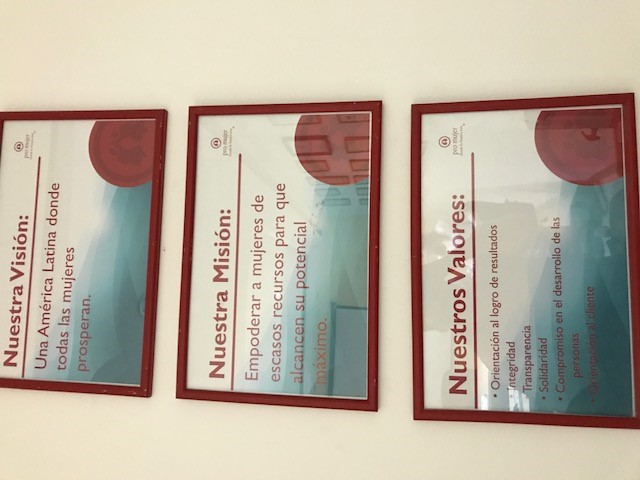 pro mujer
Nuestra Visión:
Una América Latina donde
todas las mujeres
prosperan.
pro mujer
Nuestra Misión:
Empoderar a mujeres de
escasos recursos para que
alcancen su potencial
máximo.
pro mujer
Nuestros Valores:
• Orientación al logro de resultados
Integridad
Transparencia
• Solidaridad
• Compromiso en el desarrollo de las
personas
al cliente